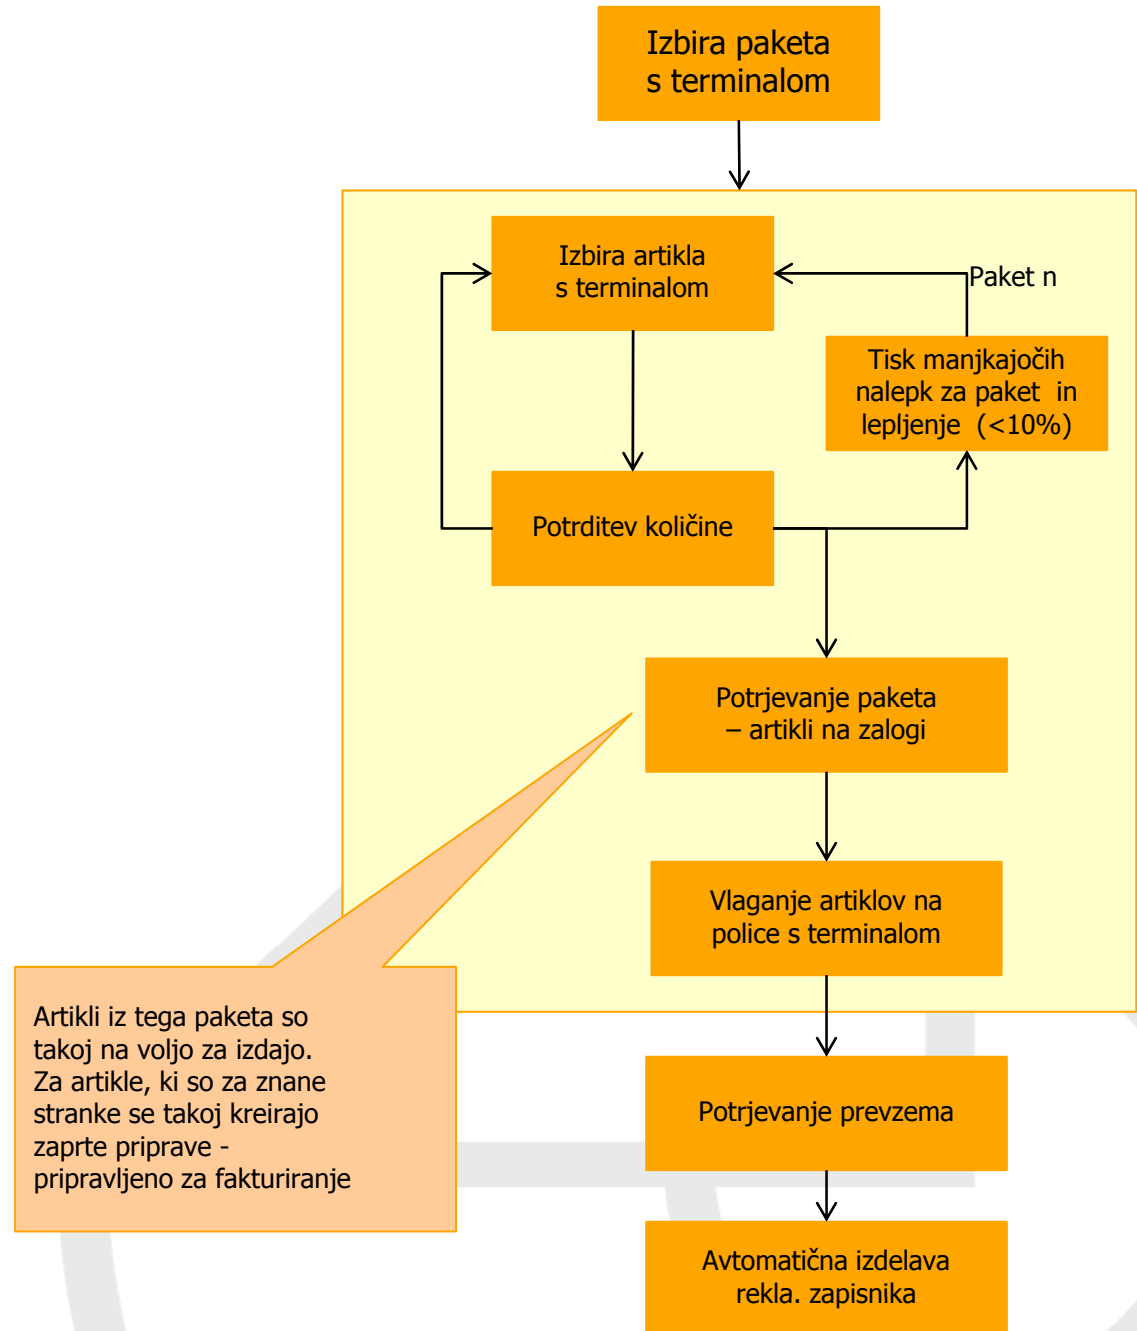 Izbira paketa
s terminalom
Izbira artikla
s terminalom
Paket n
Tisk manjkajočih
nalepk za paket  in
lepljenje  (<10%)
Potrditev količine
Potrjevanje paketa
– artikli na zalogi
Vlaganje artiklov na
police s terminalom
Artikli iz tega paketa so
takoj na voljo za izdajo.
Za artikle, ki so za znane
stranke se takoj kreirajo
zaprte priprave -
pripravljeno za fakturiranje
Potrjevanje prevzema
Avtomatična izdelava
rekla. zapisnika